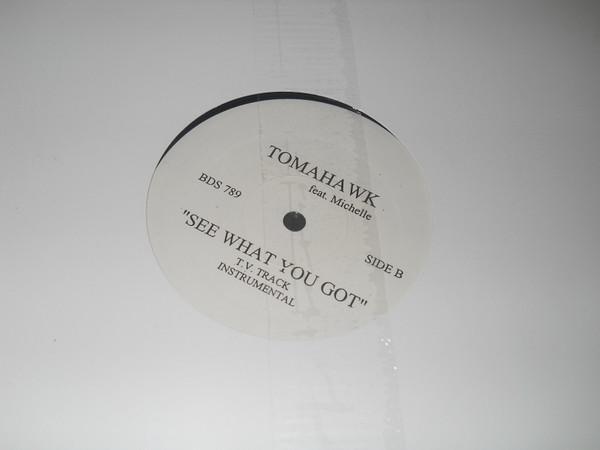 TOMAHAWK
feat. Michelle
BDS 789
SIDE B
"SEE WHAT YOU GOT"
T.V. TRACK
INSTRUMENTAL